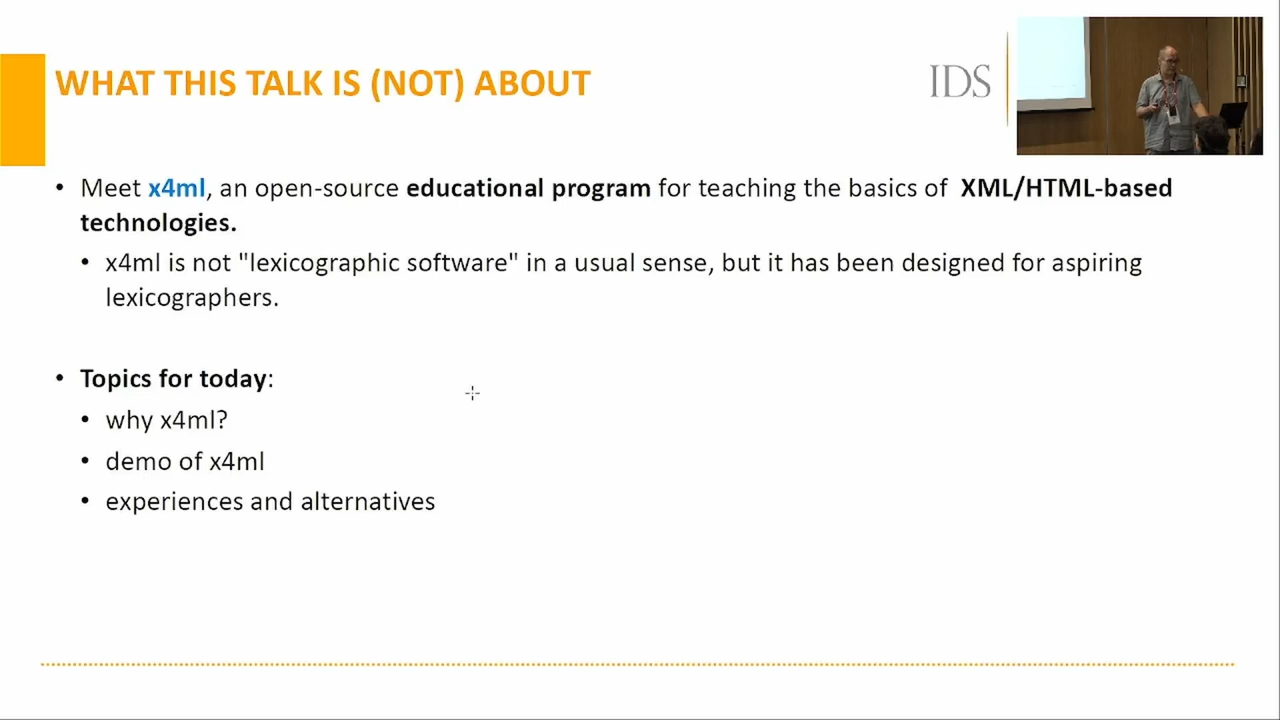 WHAT THIS TALK IS (NOT) ABOUT
IDS
• Meet x4ml, an open-source educational program for teaching the basics of XML/HTML-based
technologies.
• x4ml is not "lexicographic software" in a usual sense, but it has been designed for aspiring
lexicographers.
• Topics for today:
• why x4ml?
• demo of x4ml
• experiences and alternatives